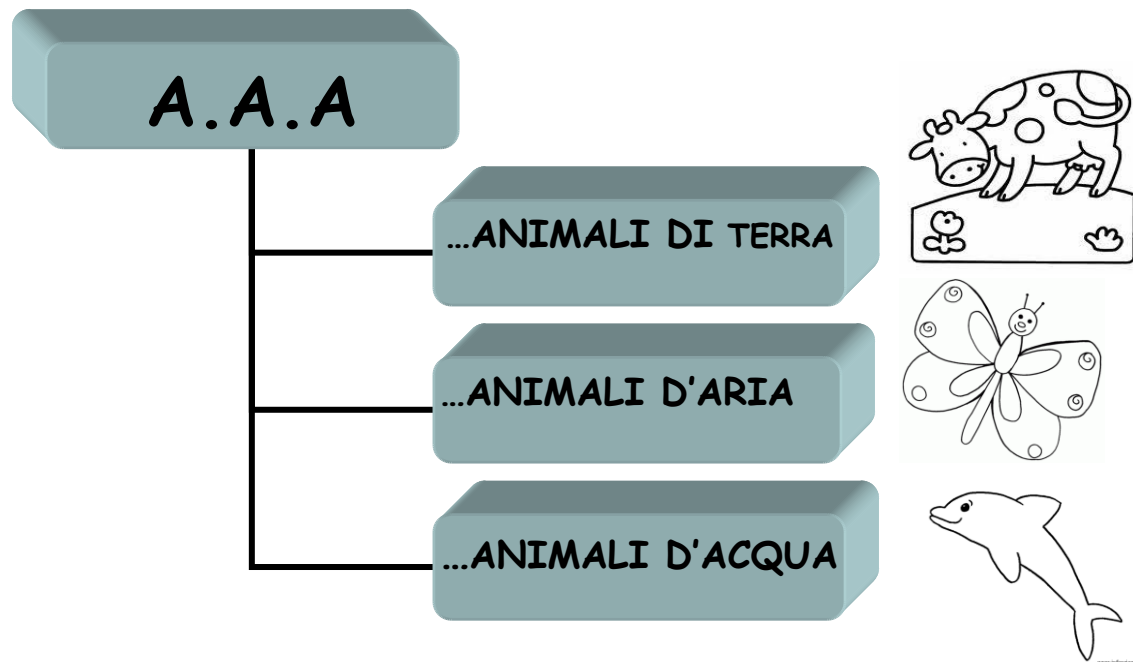 A.A.A
...ANIMALI DI TERRA
...ANIMALI D'ARIA
...ANIMALI D'ACQUA